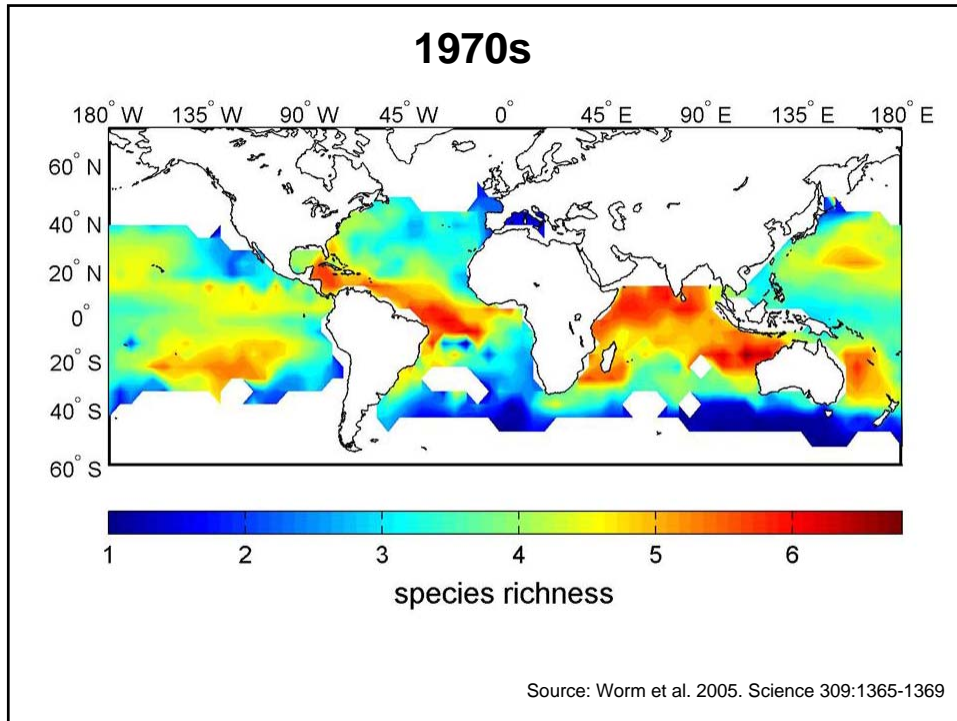 1970s
180° W 135° W 90° W 45° W 0° 45° E 90° E 135° E 180° E
60° N
40° N
20° N
0°
20° S
40° S
60° S
1 2 3 4 5 6
species richness
Source: Worm et al. 2005. Science 309:1365-1369